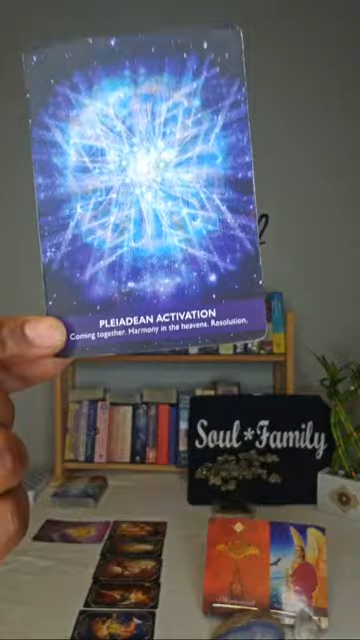 PLEIADEAN ACTIVATION
Coming together. Harmony in the heavens. Resolution.
Soul*Family